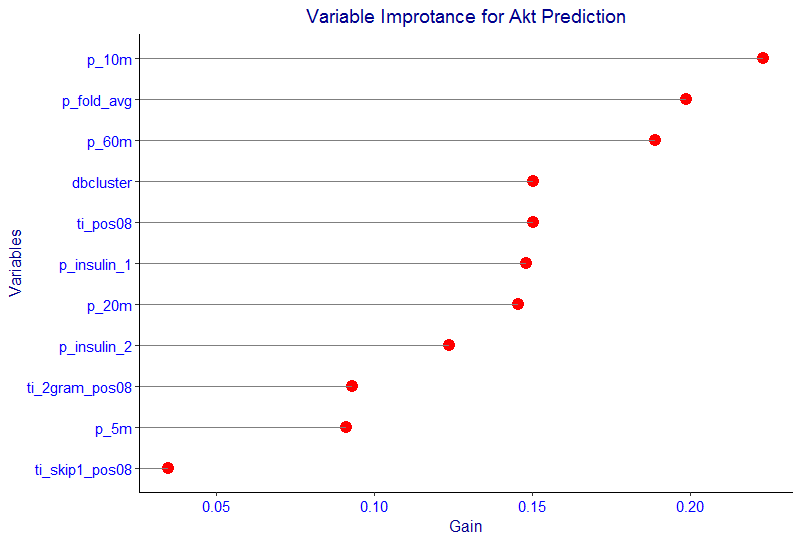 Variable Improtance for Akt Prediction
Variables
p_10m
p_fold_avg
p_60m
dbcluster
ti_pos08
p_insulin_1
p_20m
p_insulin_2
ti_2gram_pos08
p_5m
ti_skip1_pos08
0.05 0.10 0.15 0.20
Gain